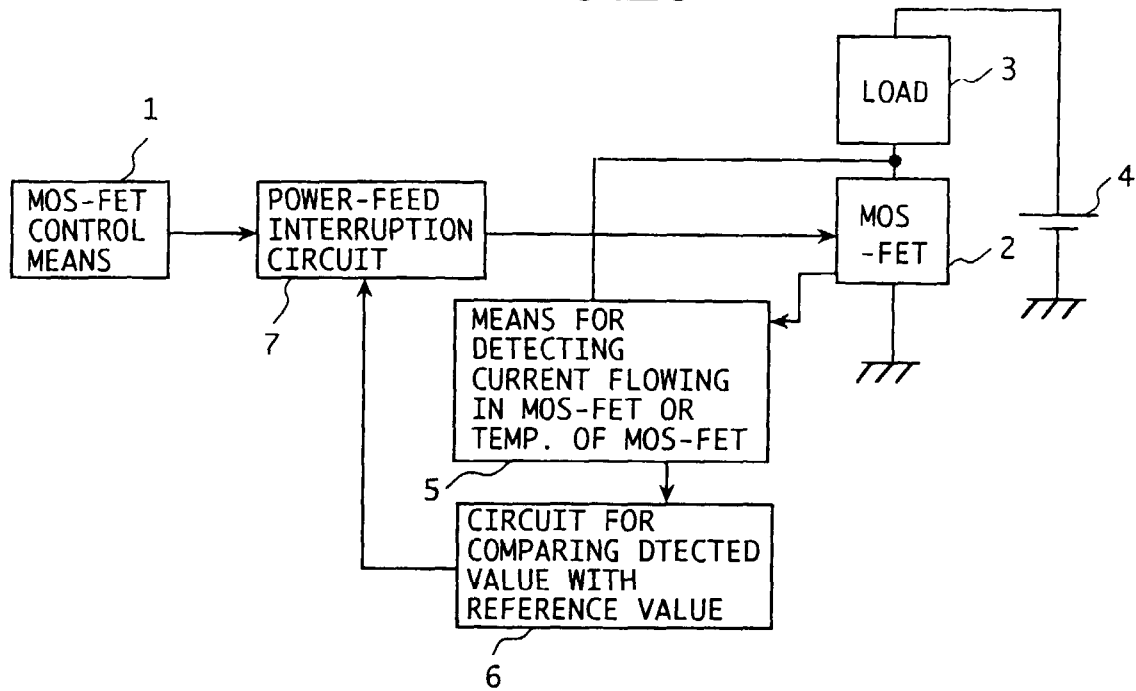 LOAD
3
1
4
MOS-FET
CONTROL
MEANS
POWER-FEED
INTERRUPTION
CIRCUIT
MOS
-FET
2
7
MEANS FOR
DETECTING
CURRENT FLOWING
IN MOS-FET OR
TEMP. OF MOS-FET
5
CIRCUIT FOR
COMPARING DTECTED
VALUE WITH
REFERENCE VALUE
6